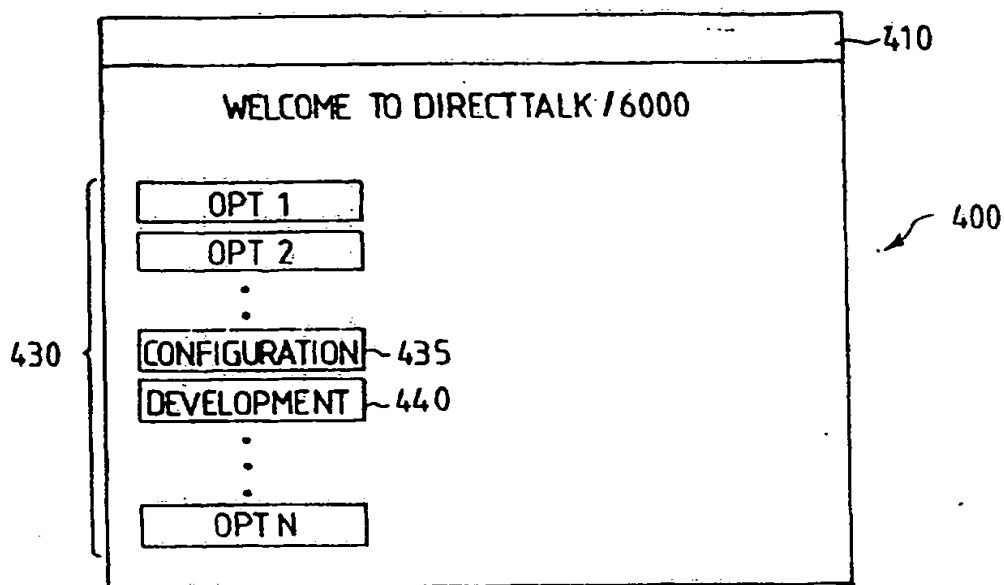 410
WELCOME TO DIRECTTALK/6000
OPT 1
400
OPT 2
430
CONFIGURATION 435
DEVELOPMENT 440
OPT N